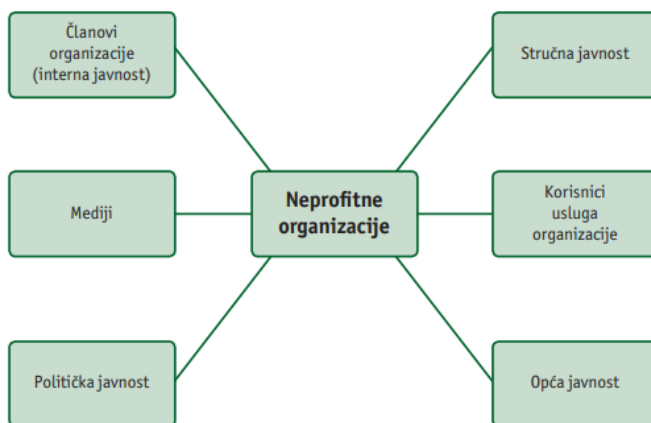 Članovi
organizacije
(interna javnost)
Stručna javnost
Mediji
Neprofitne
organizacije
Korisnici
usluga
organizacije
Politička javnost
Opća javnost